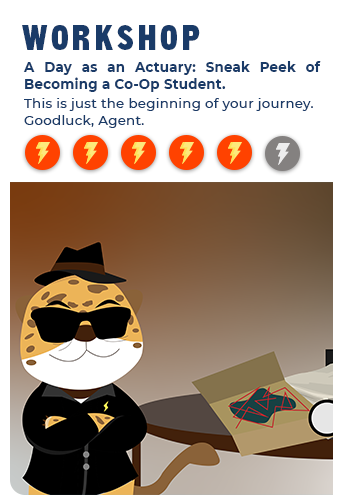 WORKSHOP
A Day as an Actuary: Sneak Peek of
Becoming a Co-Op Student.
This is just the beginning of your journey.
Goodluck, Agent.